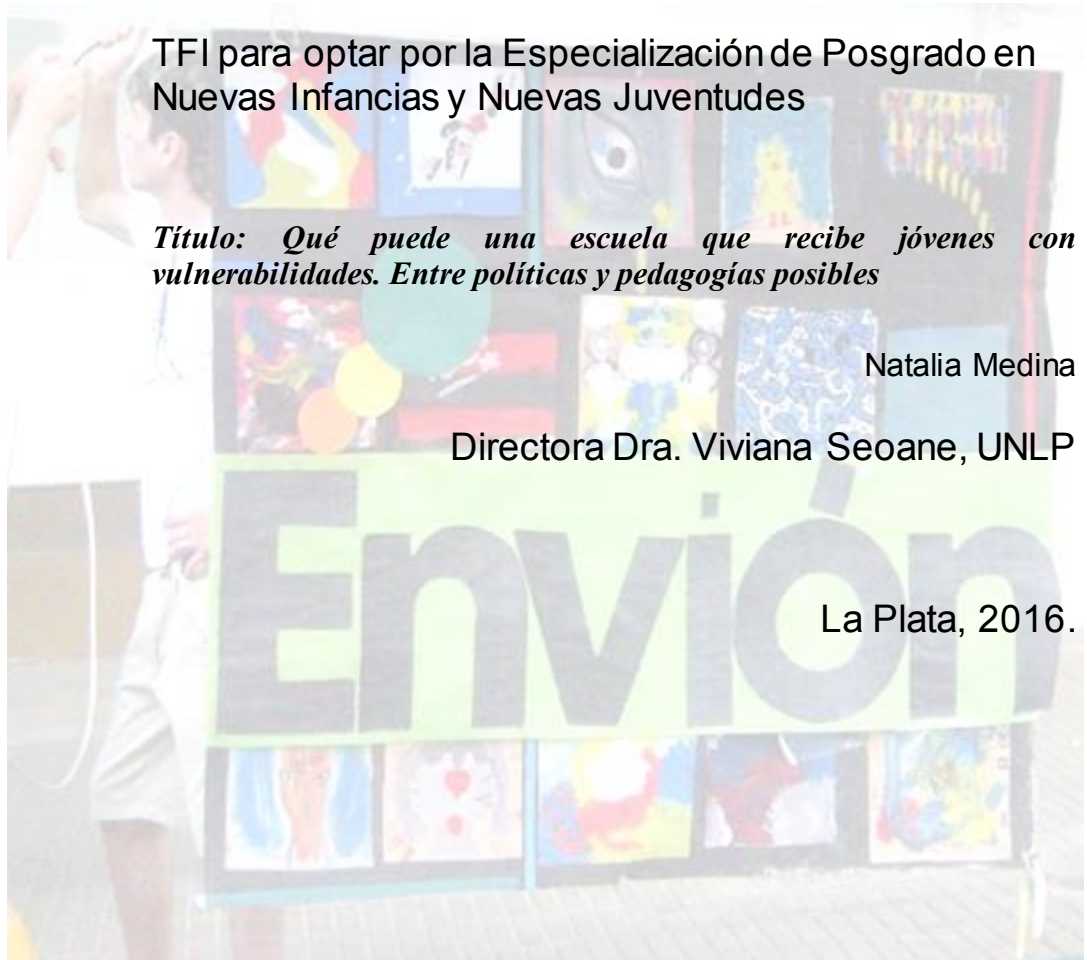 TFI para optar por la Especialización de Posgrado en
Nuevas Infancias y Nuevas Juventudes
Título: Qué puede una escuela que recibe jóvenes con
vulnerabilidades. Entre políticas y pedagogías posibles
Natalia Medina
Directora Dra. Viviana Seoane, UNLP
Envión
La Plata, 2016.